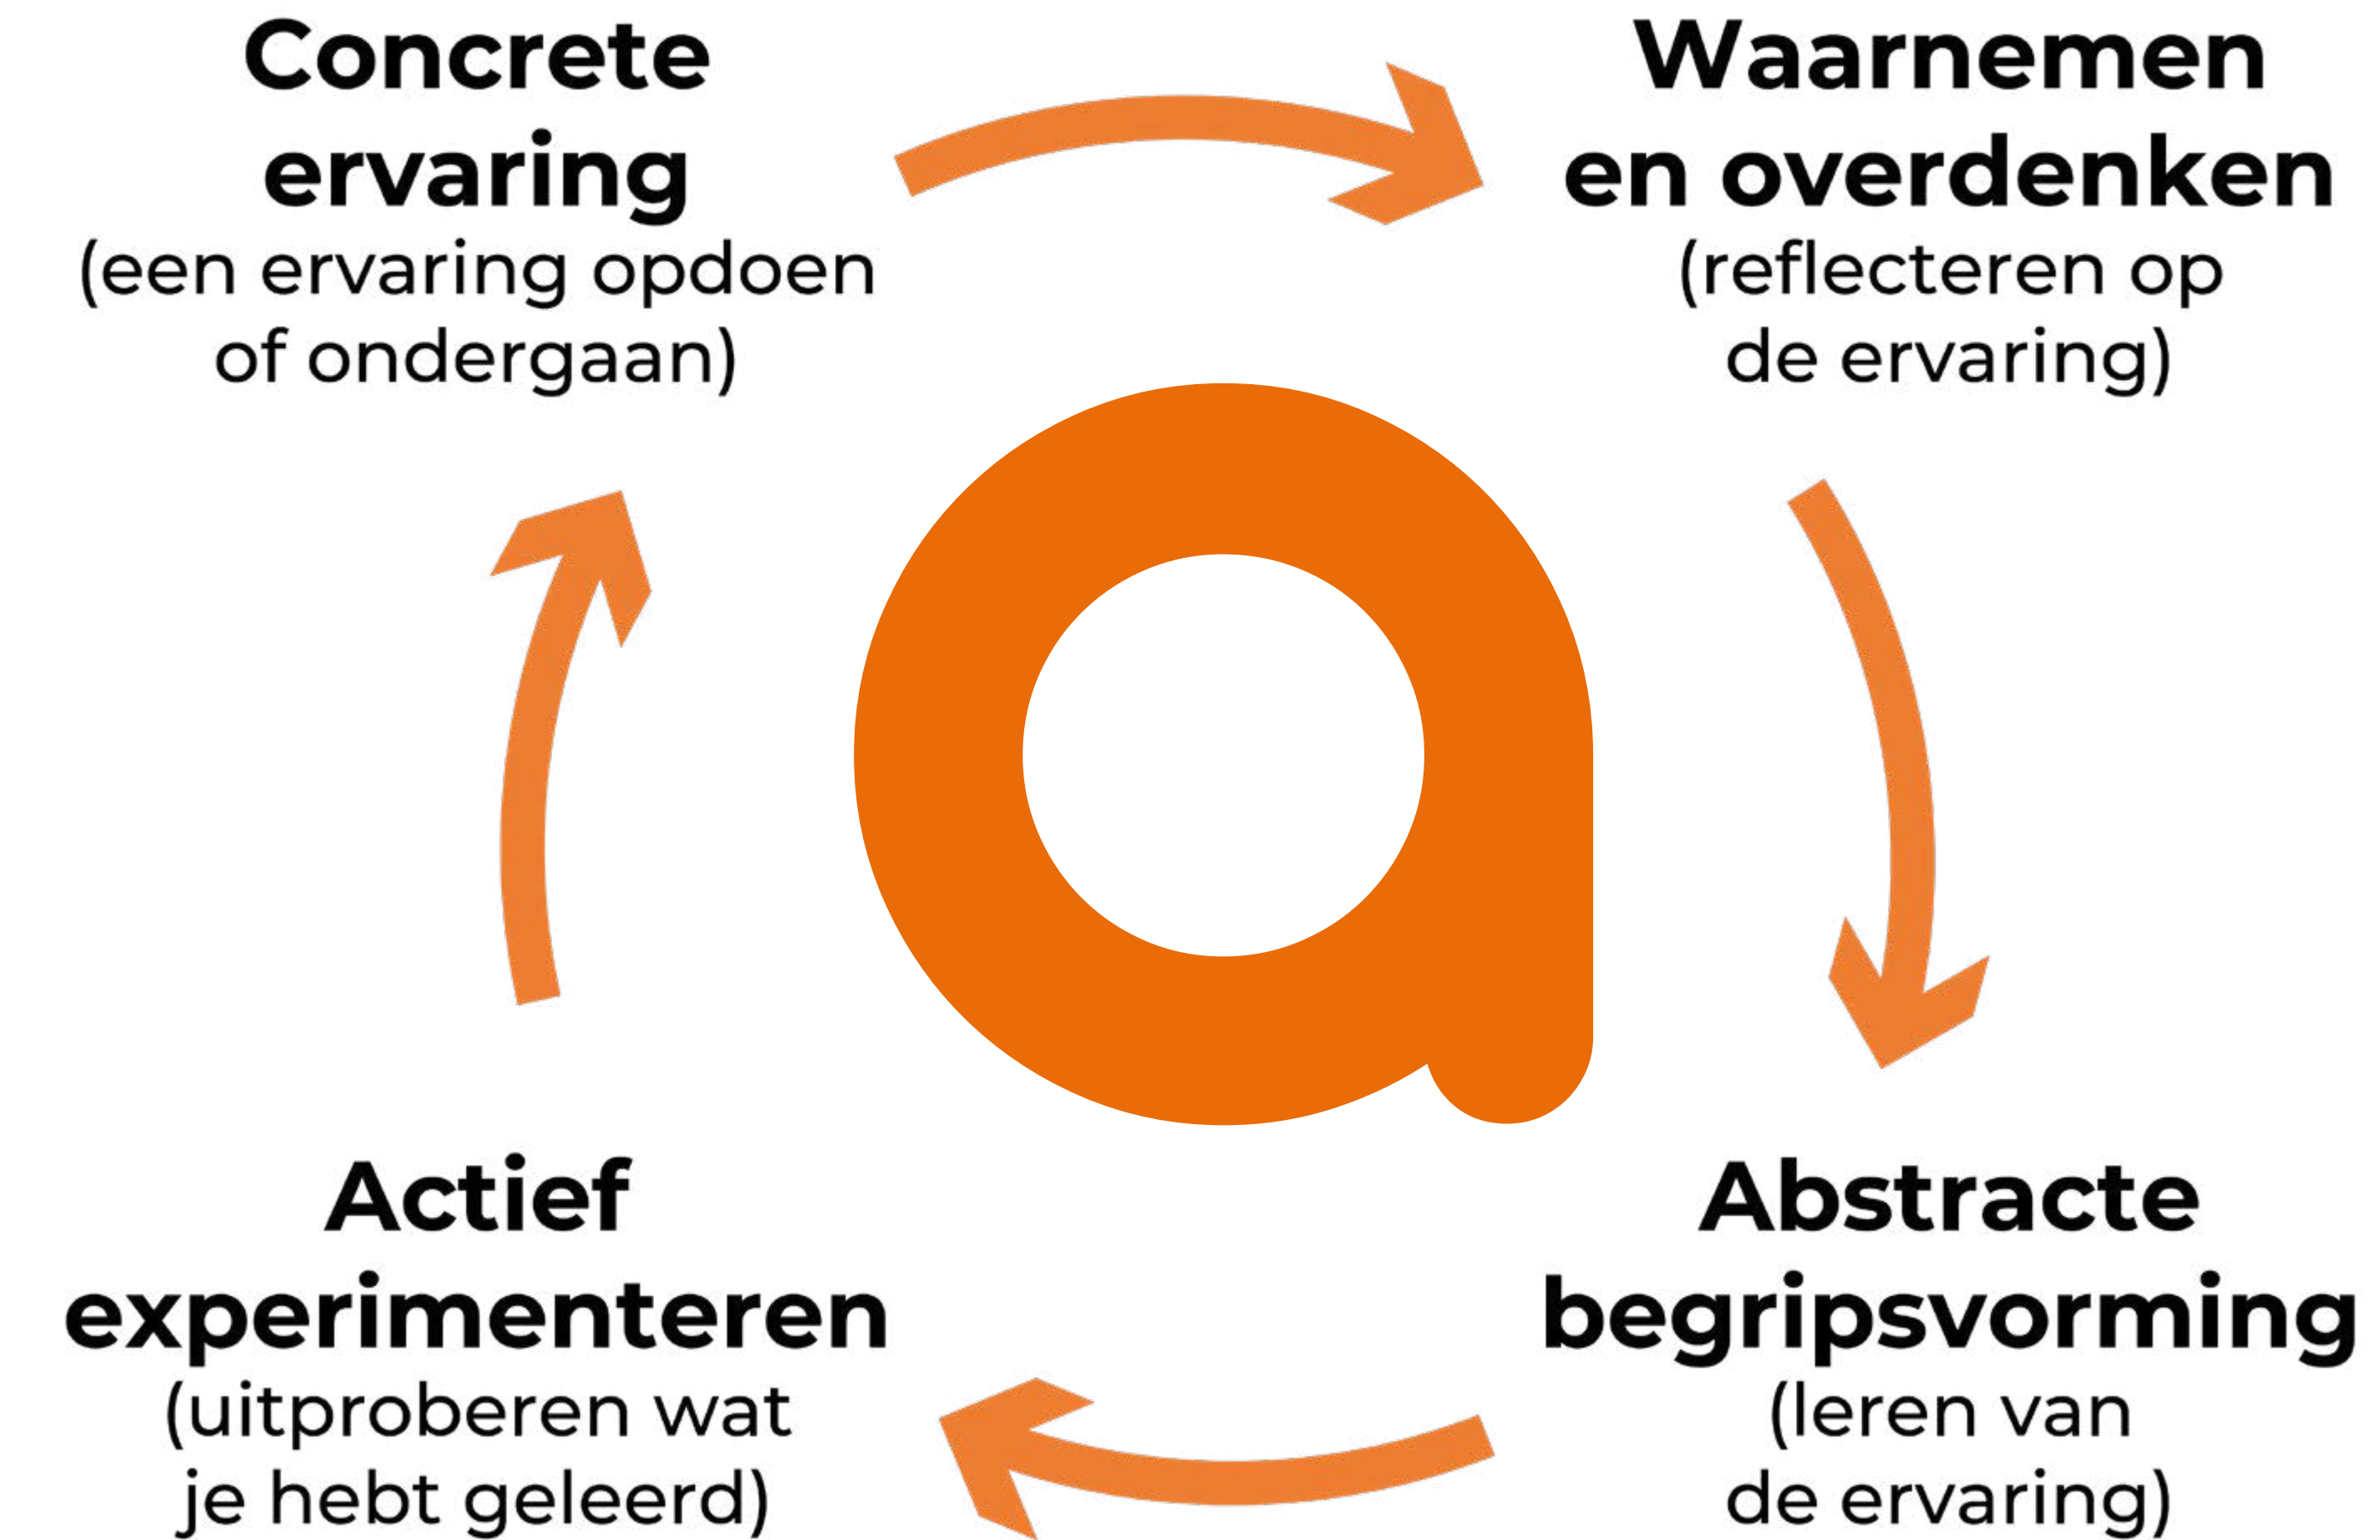 Concrete
ervaring
(een ervaring opdoen
of ondergaan)
Waarnemen
en overdenken
(reflecteren op
de ervaring)
a
Abstracte
begripsvorming
(leren van
de ervaring)
Actief
experimenteren
(uitproberen wat
je hebt geleerd)